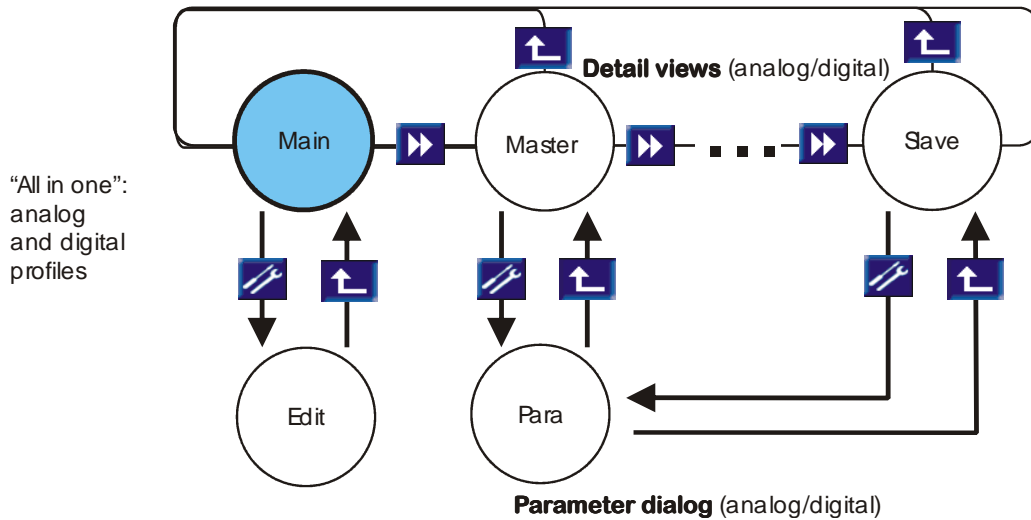 Detail views (analog/digital)
Main
Master
Slave
"All in one":
analog
and digital
profiles
Edit
Para
Parameter dialog (analog/digital)